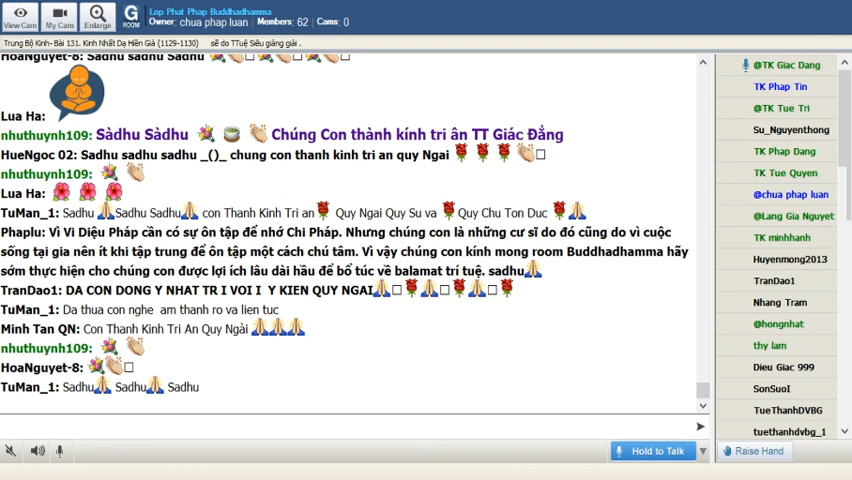 View Cam
My Cam
Enlarge
G
ROOM
Lop Phat Phap Buddhadhamma
Owner: chua phap luan Members: 62 Cams: 0
Trung Bộ Kinh- Bài 131. Kinh Nhất Dạ Hiền Giả (1129-1130) sẽ do TTuệ Siêu giảng giải .
HoaNguyet-8: Sadhu sadhu Sadhu
Lua Ha:
nhuthuynh109: Sàdhu Sàdhu Chúng Con thành kính tri ân TT Giác Đẳng
HueNgoc 02: Sadhu sadhu sadhu _()_ chung con thanh kinh tri an quy Ngai
nhuthuynh109:
Lua Ha:
TuMan_1: Sadhu Sadhu Sadhu con Thanh Kinh Tri an Quy Ngai Quy Su va Quy Chu Ton Duc
Phaplu: Vì Vi Diệu Pháp cần có sự ôn tập để nhớ Chi Pháp. Nhưng chúng con là những cư sĩ do đó cũng do vì cuộc
sống tại gia nên ít khi tập trung để ôn tập một cách chú tâm. Vì vậy chúng con kính mong room Buddhadhamma hãy
sớm thực hiện cho chúng con được lợi ích lâu dài hầu để bổ túc về balamat trí tuệ. sadhu
TranDao1: DA CON DONG Y NHAT TR I VOI I Y KIEN QUY NGAI
TuMan_1: Da thua con nghe am thanh ro va lien tuc
Minh Tan QN: Con Thanh Kinh Tri An Quy Ngài
nhuthuynh109:
HoaNguyet-8:
TuMan_1: Sadhu Sadhu Sadhu
Hold to Talk
@TK Giac Dang
TK Phap Tin
@TK Tue Tri
Su_Nguyenthong
TK Phap Dang
TK Tue Quyen
@chua phap luan
@Lang Gia Nguyet
TK minhhanh
Huyenmong2013
TranDao1
Nhang Tram
@hongnhat
thy lam
Dieu Giac 999
SonSuoI
TueThanhDVBG
tuethanhdvbg_1
Raise Hand